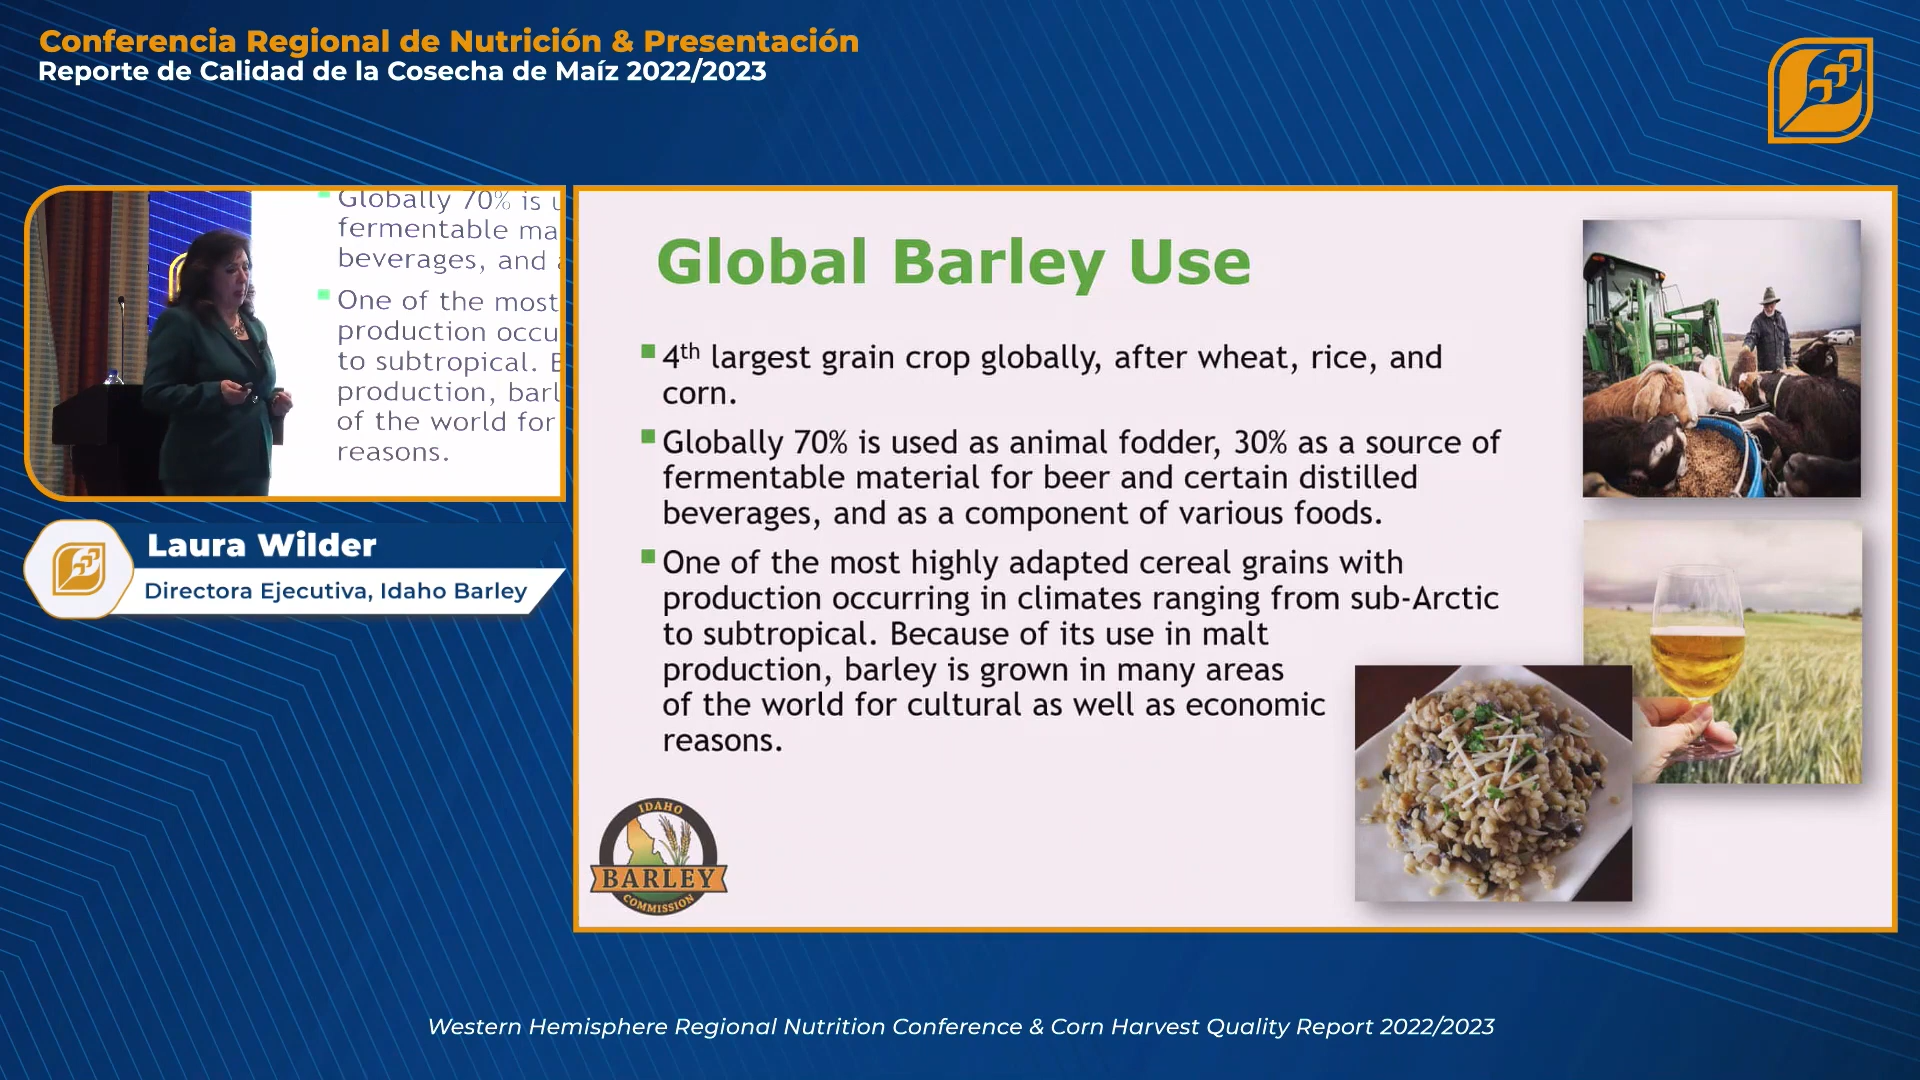 Conferencia Regional de Nutrición & Presentación
Reporte de Calidad de la Cosecha de Maíz 2022/2023
Globally 70% is
fermentable ma
beverages, and
One of the most
production occu
to subtropical.
production, barl
of the world for
reasons.
Laura Wilder
Directora Ejecutiva, Idaho Barley
Global Barley Use
4th largest grain crop globally, after wheat, rice, and
corn.
Globally 70% is used as animal fodder, 30% as a source of
fermentable material for beer and certain distilled
beverages, and as a component of various foods.
One of the most highly adapted cereal grains with
production occurring in climates ranging from sub-Arctic
to subtropical. Because of its use in malt
production, barley is grown in many areas
of the world for cultural as well as economic
reasons.
IDAHO
BARLEY
COMMISSION
Western Hemisphere Regional Nutrition Conference & Corn Harvest Quality Report 2022/2023